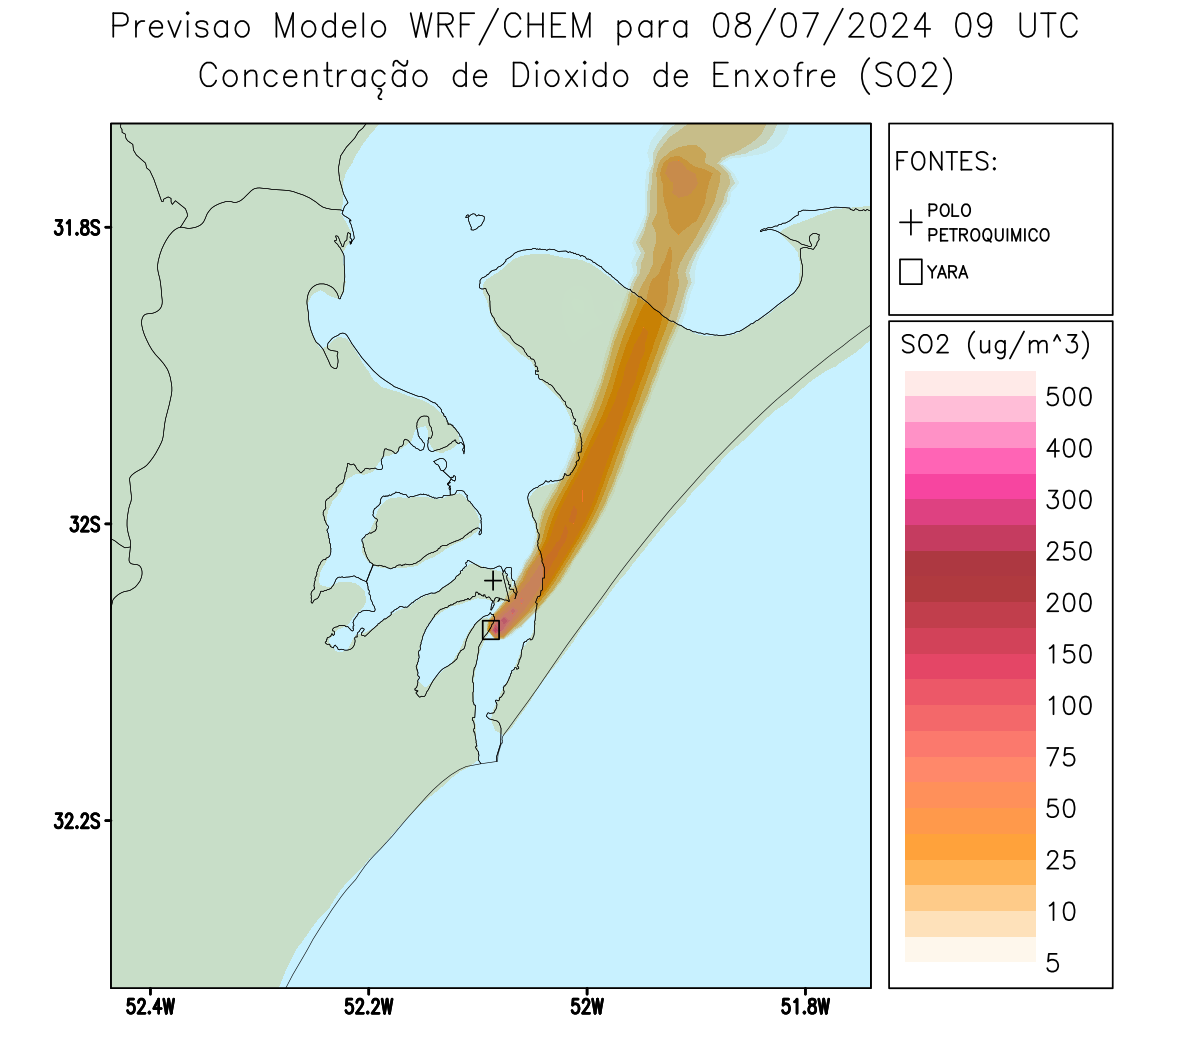 Previsao Modelo WRF/CHEM para 08/07/2024 09 UTC
Concentração de Dioxido de Enxofre (SO2)
FONTES:
POLO
PETROQUIMICO
YARA
SO2 (ug/m^3)
500
400
300
250
200
150
100
75
50
25
10
5
31.8S
32S
32.2S
52.4W
52.2W
52W
51.8W